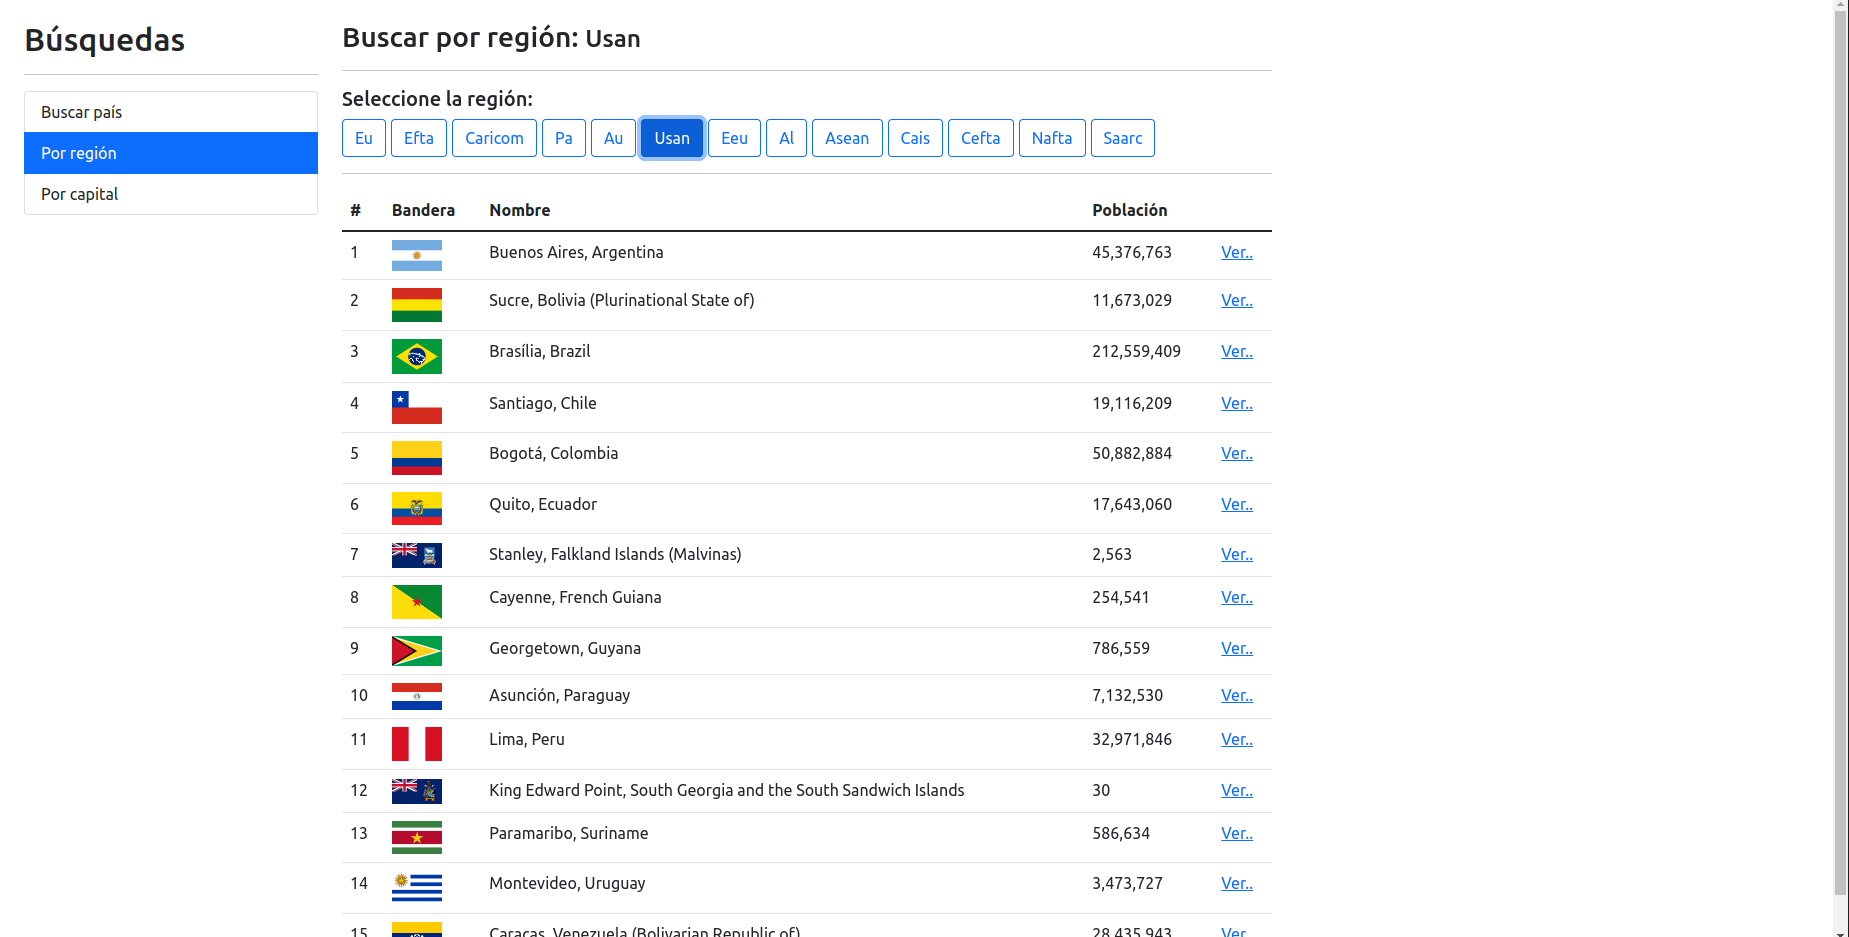 Búsquedas
Buscar país
Por región
Por capital
Buscar por región: Usan
Seleccione la región:
Eu Efta Caricom Pa Au Usan Eeu Al Asean Cais Cefta Nafta Saarc
# Bandera Nombre Población
1 Buenos Aires, Argentina 45,376,763 Ver..
2 Sucre, Bolivia (Plurinational State of) 11,673,029 Ver..
3 Brasília, Brazil 212,559,409 Ver..
4 Santiago, Chile 19,116,209 Ver..
5 Bogotá, Colombia 50,882,884 Ver..
6 Quito, Ecuador 17,643,060 Ver..
7 Stanley, Falkland Islands (Malvinas) 2,563 Ver..
8 Cayenne, French Guiana 254,541 Ver..
9 Georgetown, Guyana 786,559 Ver..
10 Asunción, Paraguay 7,132,530 Ver..
11 Lima, Peru 32,971,846 Ver..
12 King Edward Point, South Georgia and the South Sandwich Islands 30 Ver..
13 Paramaribo, Suriname 586,634 Ver..
14 Montevideo, Uruguay 3,473,727 Ver..
15 Caracas, Venezuela (Bolivarian Republic of) 28,435,943 Ver..